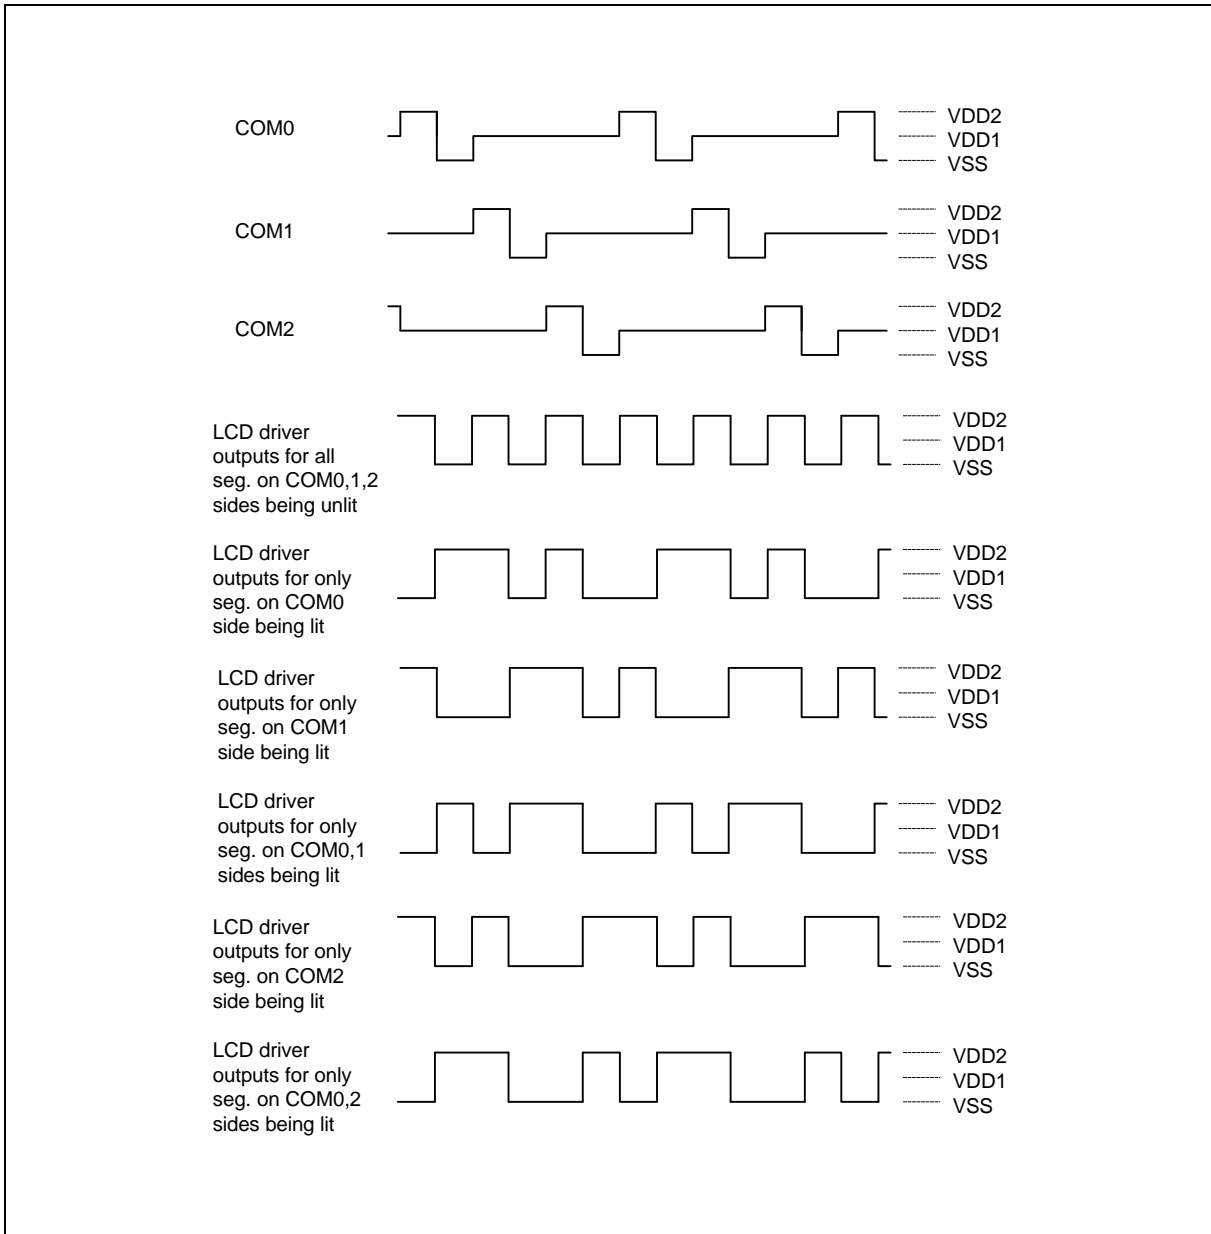 COM0
VDD2
VDD1
VSS
COM1
VDD2
VDD1
VSS
COM2
VDD2
VDD1
VSS
LCD driver
outputs for all
seg. on COM0,1,2
sides being unlit
VDD2
VDD1
VSS
LCD driver
outputs for only
seg. on COM0
side being lit
VDD2
VDD1
VSS
LCD driver
outputs for only
seg. on COM1
side being lit
VDD2
VDD1
VSS
LCD driver
outputs for only
seg. on COM0,1
sides being lit
VDD2
VDD1
VSS
LCD driver
outputs for only
seg. on COM2
side being lit
VDD2
VDD1
VSS
LCD driver
outputs for only
seg. on COM0,2
sides being lit
VDD2
VDD1
VSS